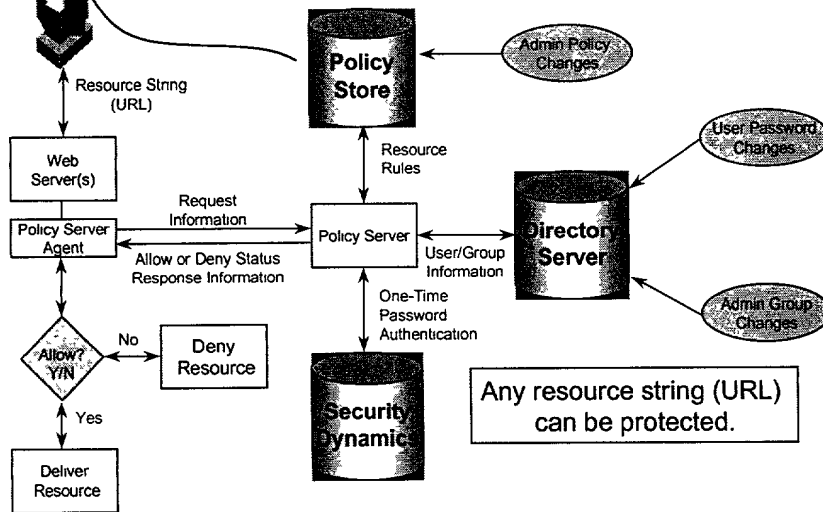 Policy
Store
Admin Policy
Changes
Resource String
(URL)
User Password
Changes
Web
Server(s)
Resource
Rules
Request
Information
Policy Server
Agent
Policy Server
Directory
Server
Allow or Deny Status
Response Information
User/Group
Information
One-Time
Password
Authentication
Admin Group
Changes
Allow?
Y/N
No
Deny
Resource
Security
Dynamics
Any resource string (URL)
can be protected.
Yes
Deliver
Resource